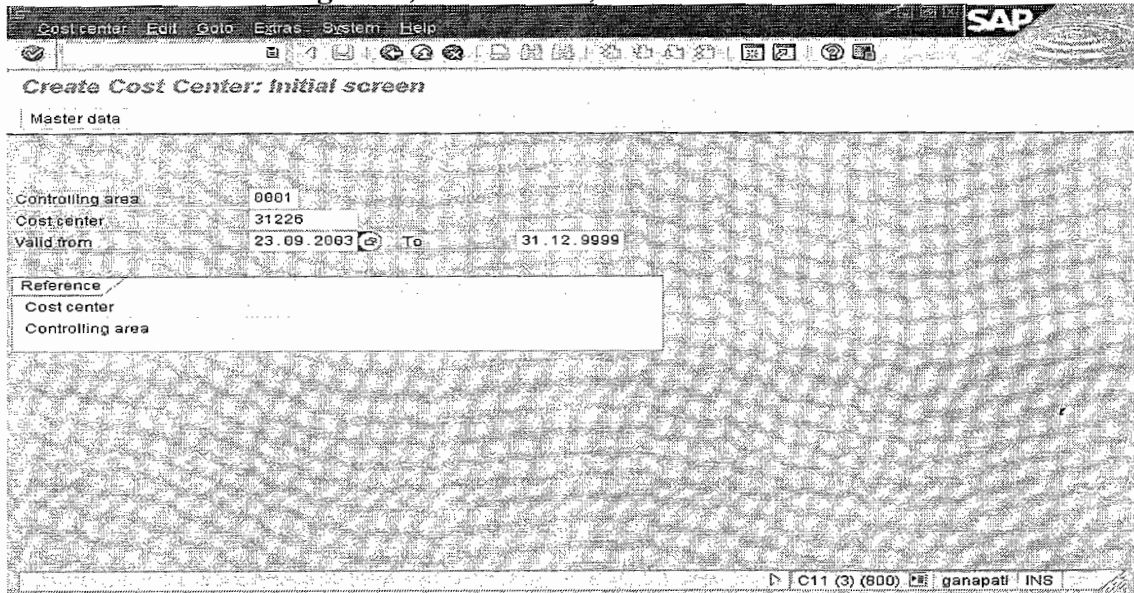 Cost center Edit Goto Extras System Help
SAP
Create Cost Center: Initial screen
Master data
Controlling area 0001
Cost center 31226
Valid from 23.09.2003 To 31.12.9999
Reference
Cost center
Controlling area
C11 (3) (800) ganapati INS